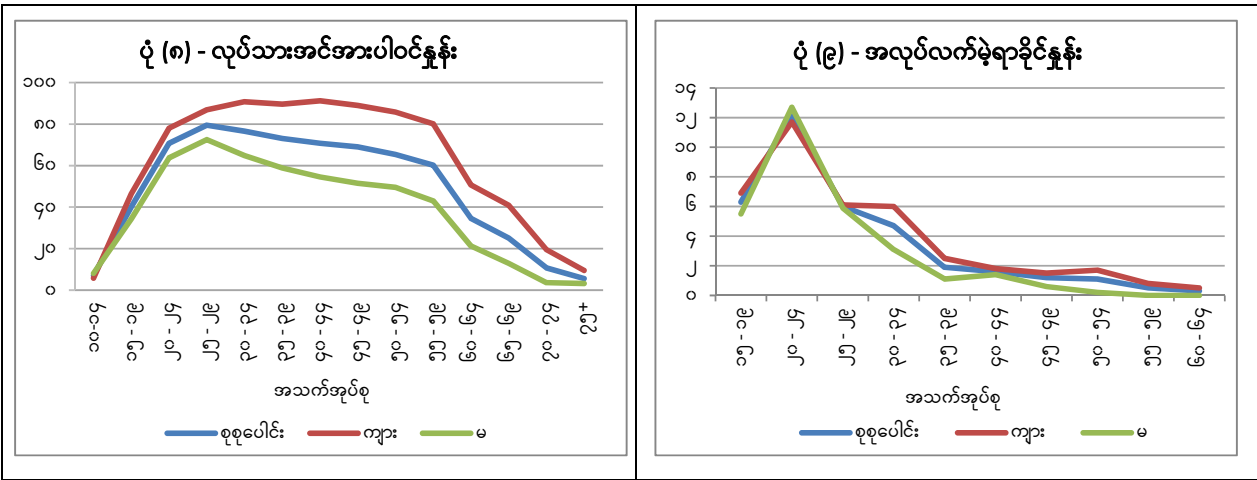 ပုံ (၈) - လုပ်သားအင်အားပါဝင်နှုန်း
၁၀၀
၈၀
၆၀
၄၀
၂၀
၀
၁၀-၁၄
၁၅ - ၁၉
၂၀ - ၂၄
၂၅ - ၂၉
၃၀ - ၃၄
၃၅ - ၃၉
၄၀ - ၄၄
၄၅ - ၄၉
၅၀ - ၅၄
၅၅ - ၅၉
၆၀ - ၆၄
၆၅ - ၆၉
၇၀ - ၇၄
၇၅+
အသက်အုပ်စု
စုစုပေါင်း
ကျား
မ
ပုံ (၉) - အလုပ်လက်မဲ့ရာခိုင်နှုန်း
၁၄
၁၂
၁၀
၈
၆
၄
၂
၀
၁၅ - ၁၉
၂၀ - ၂၄
၂၅ - ၂၉
၃၀ - ၃၄
၃၅ - ၃၉
၄၀ - ၄၄
၄၅ - ၄၉
၅၀ - ၅၄
၅၅ - ၅၉
၆၀ - ၆၄
အသက်အုပ်စု
စုစုပေါင်း
ကျား
မ